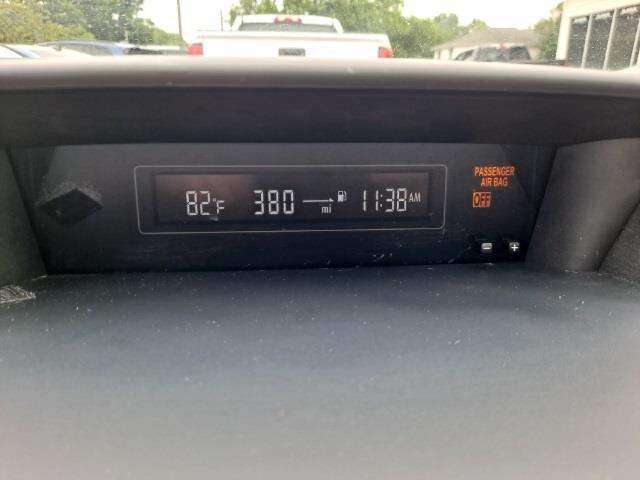 82°F 380 mi 11:38 AM
PASSENGER
AIR BAG
OFF
- +